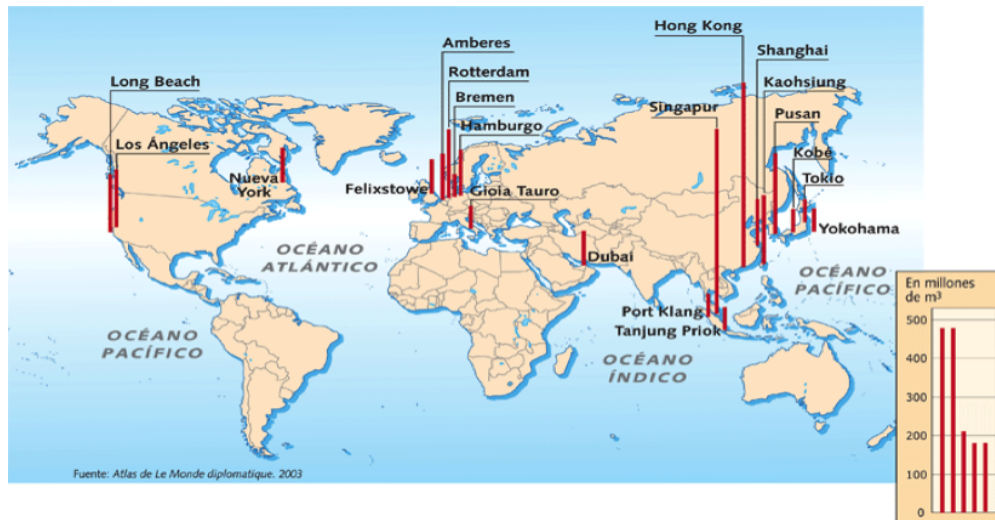 Hong Kong
Amberes
Shanghai
Rotterdam
Long Beach
Kaohsiung
Bremen
Singapur
Pusan
Hamburgo
Los Ángeles
Kobe
Nueva
York
Tokio
Felixstowe
Gioia Tauro
Yokohama
OCÉANO
ATLÁNTICO
Dubai
OCÉANO
PACÍFICO
En millones
de m³
Port Klang
Tanjung Priok
OCÉANO
PACÍFICO
OCÉANO
ÍNDICO
500
400
300
200
100
0
Fuente: Atlas de Le Monde diplomatique. 2003